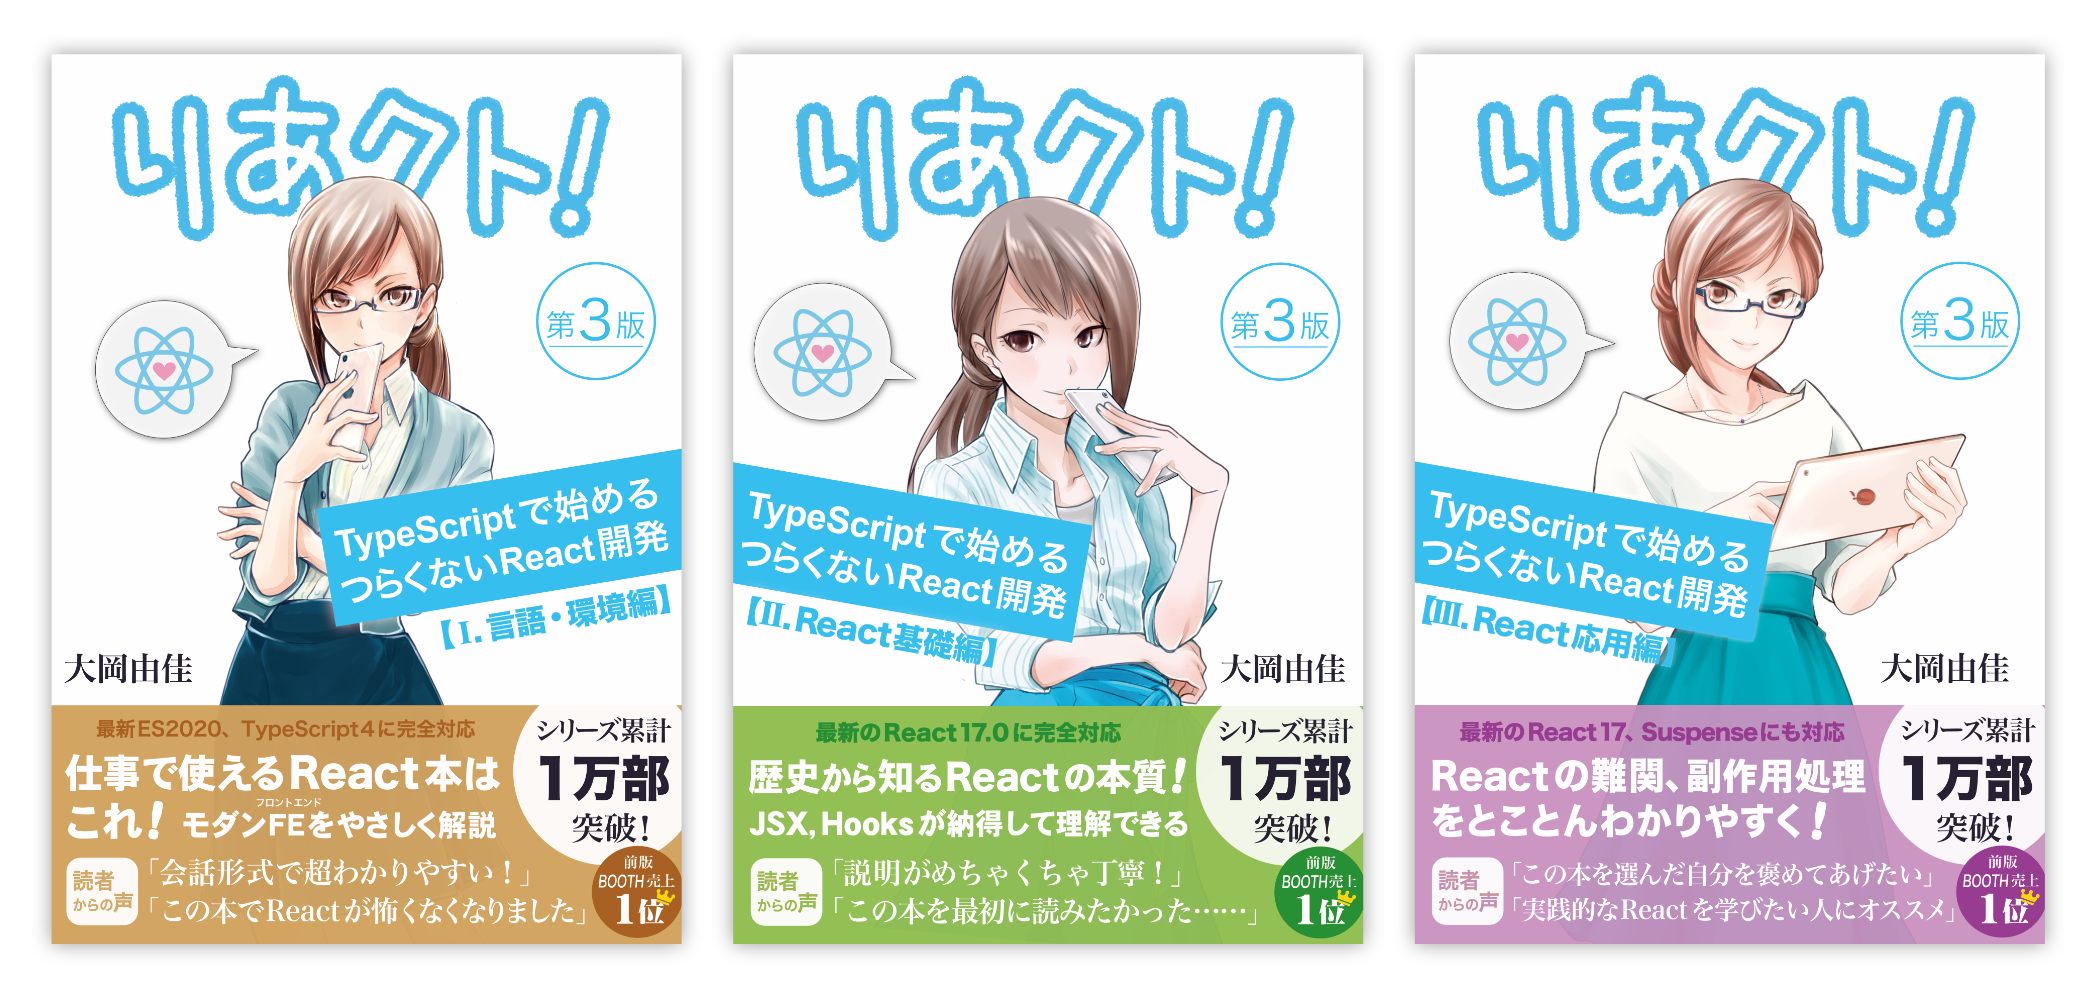 りあクト!
第3版
TypeScriptで始める
つらくないReact開発
【I.言語・環境編】
大岡由佳
最新ES2020、TypeScript4に完全対応
仕事で使えるReact本は
フロントエンド
これ! モダンFEをやさしく解説
シリーズ累計
1万部
突破!
読者
からの声
「会話形式で超わかりやすい!」
「この本でReactが怖くなくなりました」
前版
BOOTH売上
1位
りあクト!
第3版
TypeScriptで始める
つらくないReact開発
【II.React基礎編】
大岡由佳
最新のReact17.0に完全対応
歴史から知るReactの本質!
JSX, Hooksが納得して理解できる
シリーズ累計
1万部
突破!
読者
からの声
「説明がめちゃくちゃ丁寧!」
「この本を最初に読みたかった……」
前版
BOOTH売上
1位
りあクト!
第3版
TypeScriptで始める
つらくないReact開発
【III.React応用編】
大岡由佳
最新のReact17、Suspenseにも対応
Reactの難関、副作用処理
をとことんわかりやすく!
シリーズ累計
1万部
突破!
読者
からの声
「この本を選んだ自分を褒めてあげたい」
「実践的なReactを学びたい人にオススメ」
前版
BOOTH売上
1位